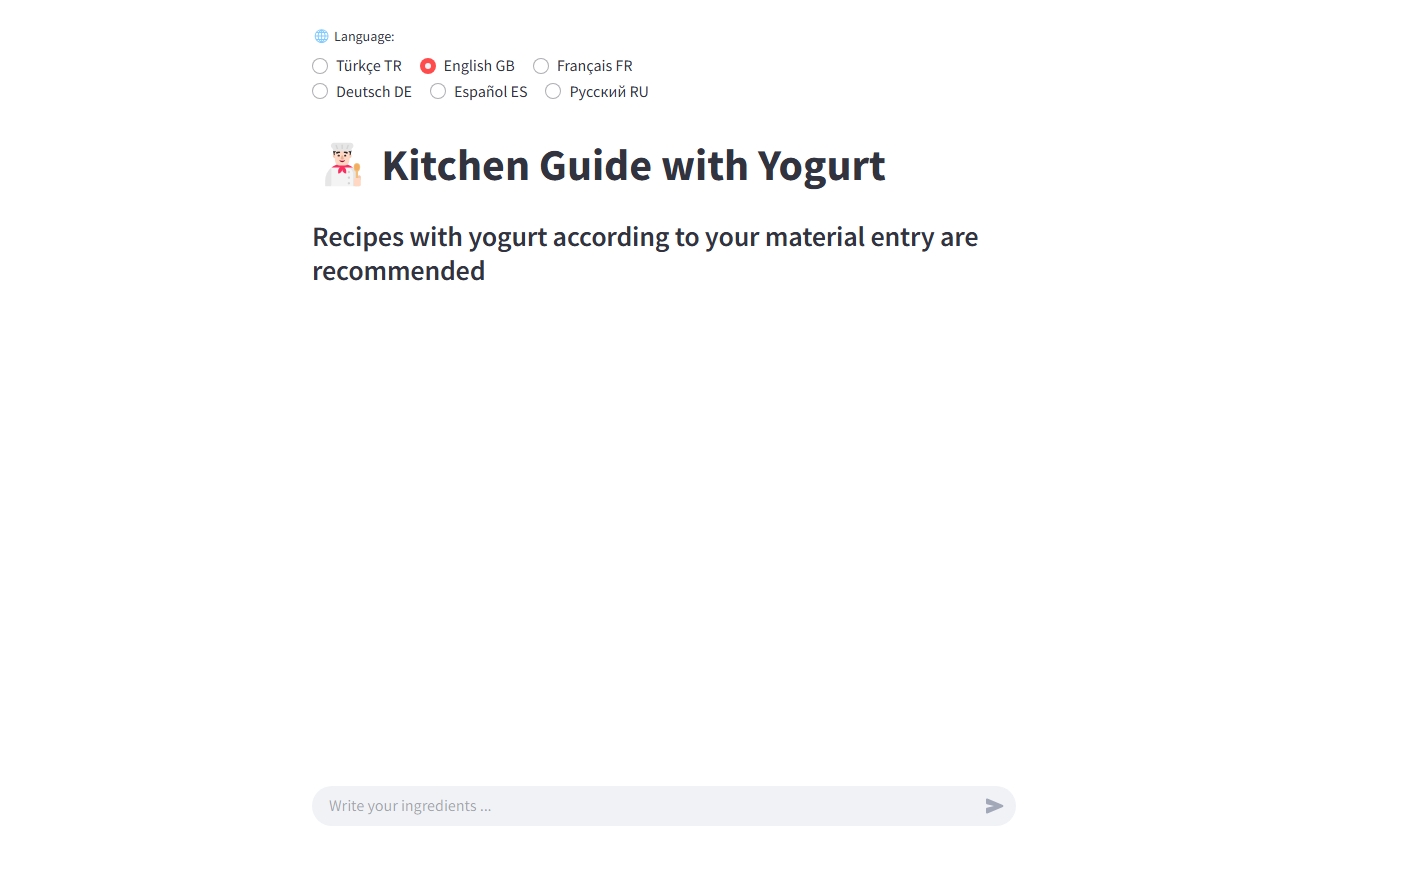 🌐 Language:
Türkçe TR English GB Français FR
Deutsch DE Español ES Русский RU
Kitchen Guide with Yogurt
Recipes with yogurt according to your material entry are
recommended
Write your ingredients ...